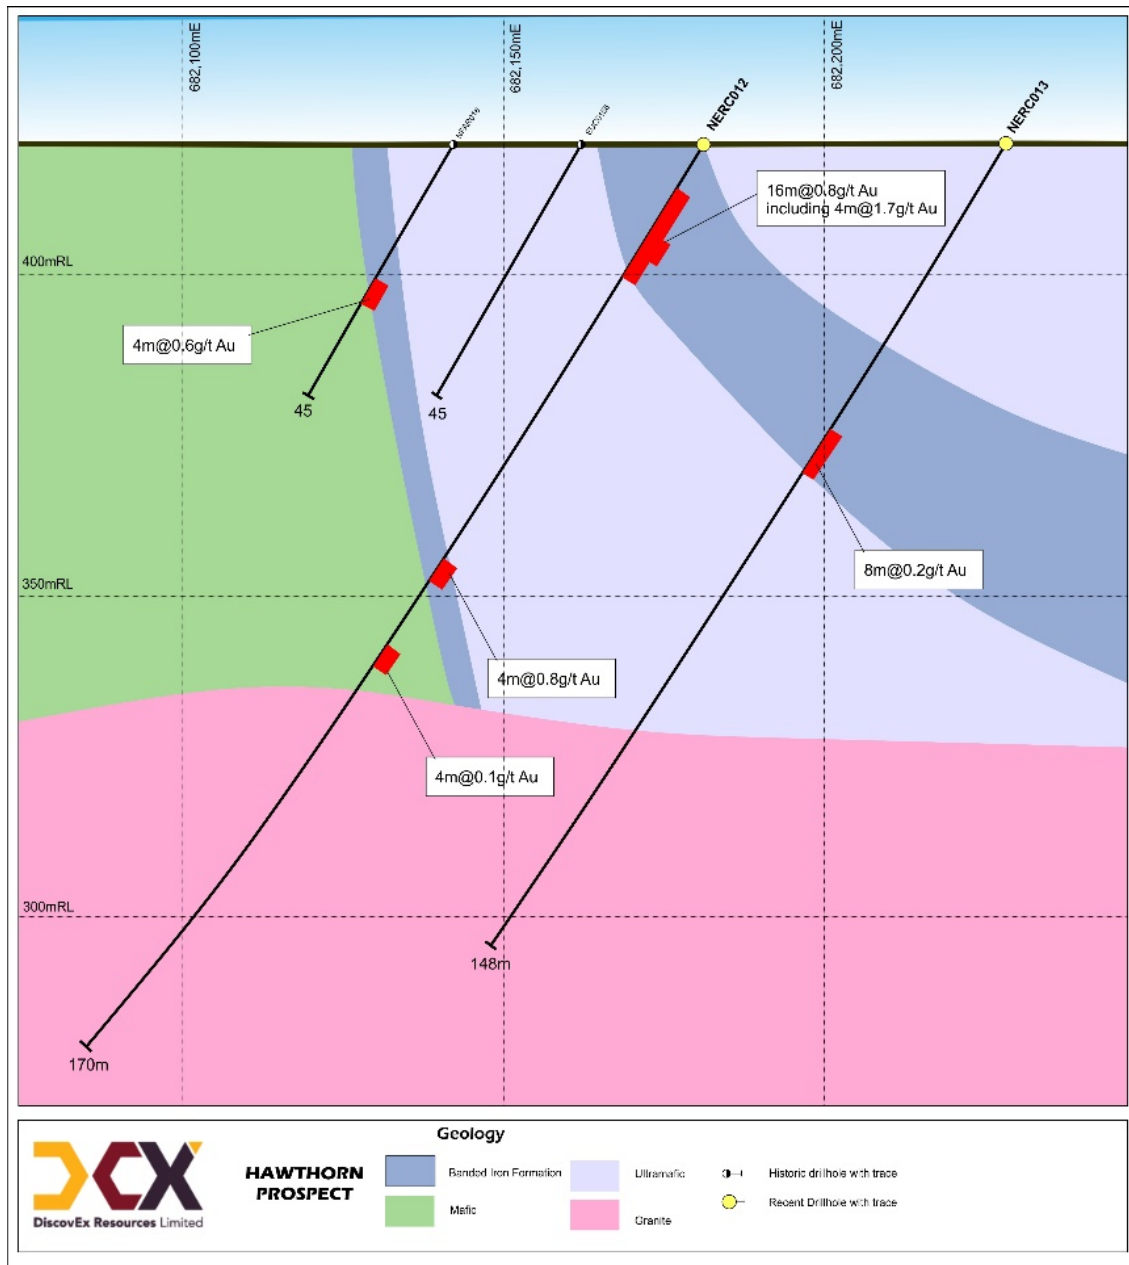 682,100mE
682,150mE
682,200mE
NERC012
NERC013
16m@0.8g/t Au
including 4m@1.7g/t Au
400mRL
4m@0.6g/t Au
45
45
8m@0.2g/t Au
350mRL
4m@0.8g/t Au
4m@0.1g/t Au
300mRL
148m
170m
Geology
DCX
DiscovEx Resources Limited
HAWTHORN
PROSPECT
Banded Iron Formation
Mafic
Ultramafic
Granite
Historic drillhole with trace
Recent Drillhole with trace